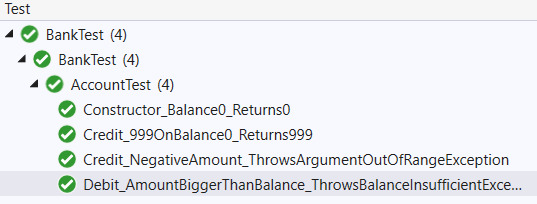 Test
BankTest (4)
BankTest (4)
AccountTest (4)
Constructor_Balance0_Returns0
Credit_999OnBalance0_Returns999
Credit_NegativeAmount_ThrowsArgumentOutOfRangeException
Debit_AmountBiggerThanBalance_ThrowsBalanceInsufficientExce...